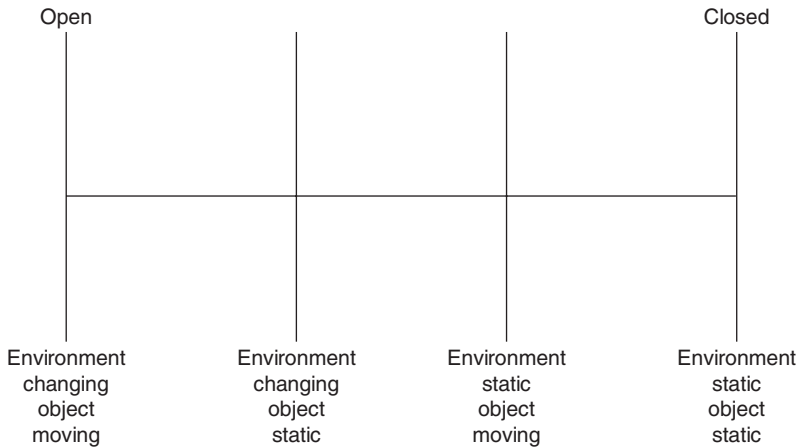 Open
Closed
Environment
changing
object
moving
Environment
changing
object
static
Environment
static
object
moving
Environment
static
object
static